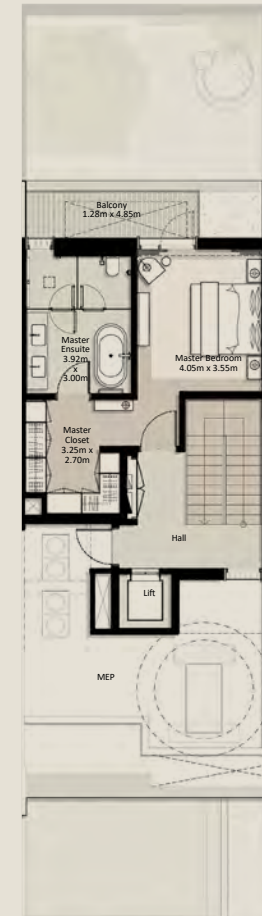 Balcony
1.28m x 4.85m
Master
Ensuite
3.92m
x
3.00m
Master Bedroom
4.05m x 3.55m
Master
Closet
3.25m x
2.70m
Hall
Lift
MEP